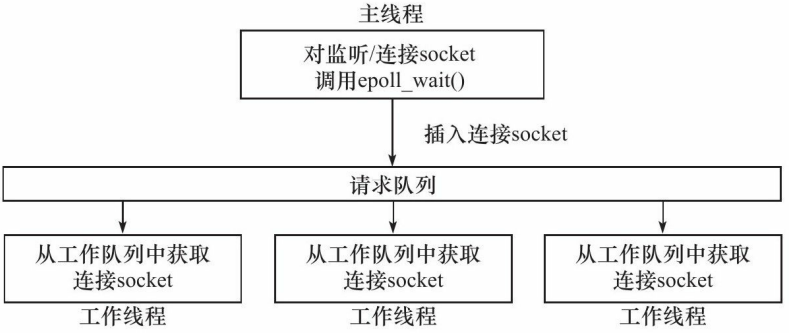 主线程
对监听/连接socket
调用epoll_wait()
插入连接socket
请求队列
从工作队列中获取
连接socket
从工作队列中获取
连接socket
从工作队列中获取
连接socket
工作线程
工作线程
工作线程